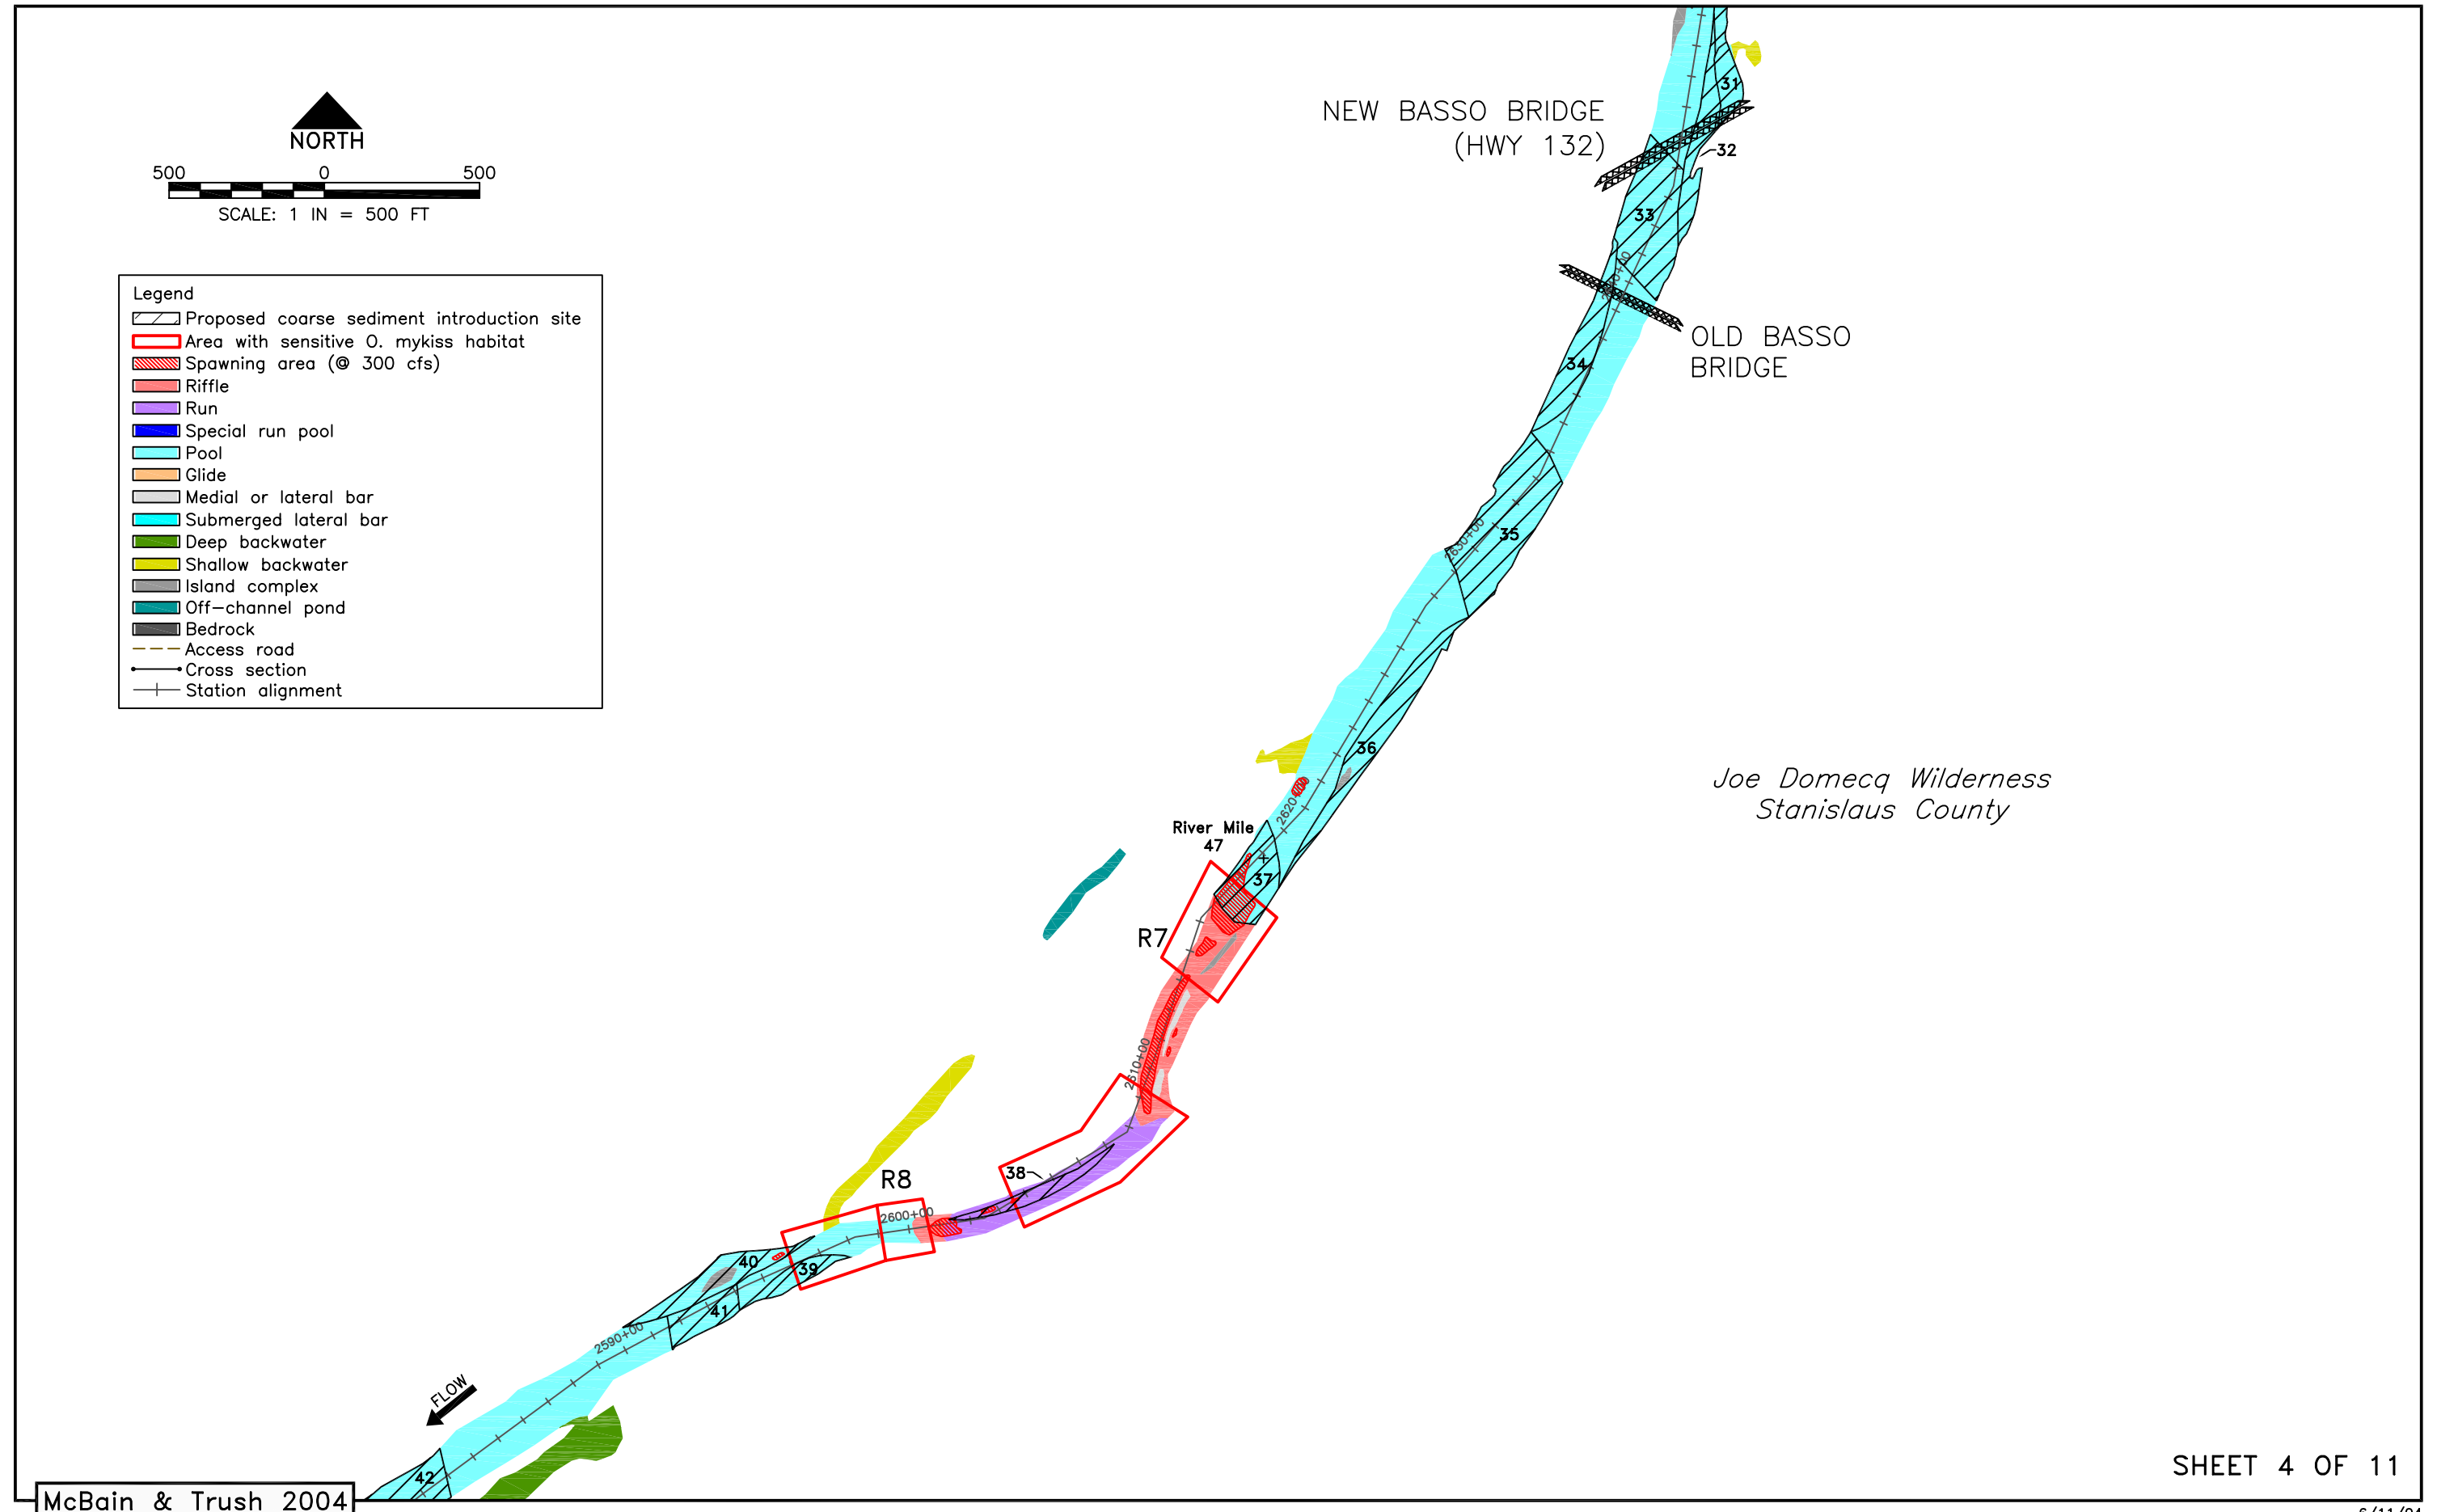 NEW BASSO BRIDGE
(HWY 132)
31
32
33
NORTH
500 0 500
SCALE: 1 IN = 500 FT
Legend
Proposed coarse sediment introduction site
Area with sensitive O. mykiss habitat
Spawning area (@ 300 cfs)
Riffle
Run
Special run pool
Pool
Glide
Medial or lateral bar
Submerged lateral bar
Deep backwater
Shallow backwater
Island complex
Off-channel pond
Bedrock
Access road
Cross section
Station alignment
OLD BASSO
BRIDGE
34
35
2630+00
36
Joe Domecq Wilderness
Stanislaus County
River Mile
47
37
R7
2610+00
38
R8
2600+00
40
39
41
2590+00
FLOW
42
SHEET 4 OF 11
McBain & Trush 2004